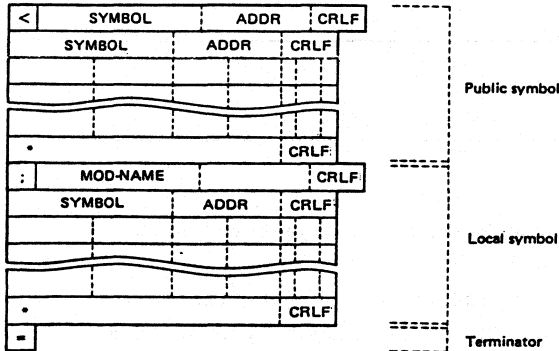 < SYMBOL ADDR CRLF
SYMBOL ADDR CRLF
Public symbol
* CRLF
: MOD-NAME CRLF
SYMBOL ADDR CRLF
Local symbol
* CRLF
= Terminator